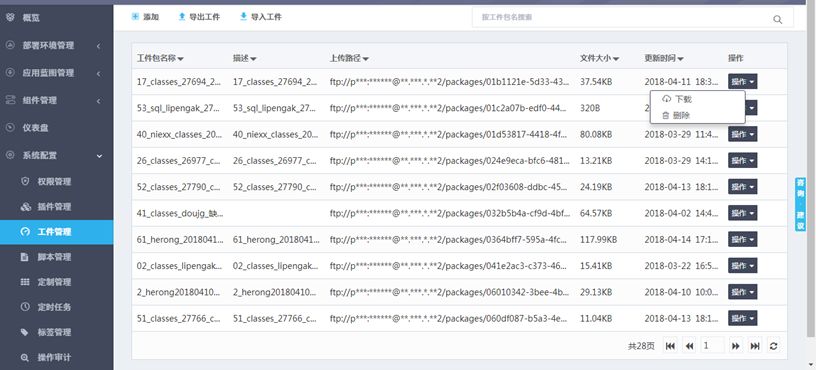 概览
部署环境管理
应用蓝图管理
组件管理
仪表盘
系统配置
权限管理
插件管理
工件管理
脚本管理
定制管理
定时任务
标签管理
操作审计
添加 导出工件 导入工件 按工件包名搜索
工件包名称 描述 上传路径 文件大小 更新时间 操作
17_classes_27694_2... 17_classes_27694_2... ftp://p***:******@**.***.*.**2/packages/01b1121e-5d33-43... 37.54KB 2018-04-11 18:3... 操作
下载
删除
53_sql_lipengak_27... 53_sql_lipengak_27... ftp://p***:******@**.***.*.**2/packages/01c2a07b-edf0-44... 320B 2
40_niexx_classes_20... 40_niexx_classes_20... ftp://p***:******@**.***.*.**2/packages/01d53817-4418-4f... 80.08KB 2018-03-29 11:4... 操作
26_classes_26977_c... 26_classes_26977_c... ftp://p***:******@**.***.*.**2/packages/024e9eca-bfc6-481... 13.21KB 2018-03-29 14:1... 操作
52_classes_27790_c... 52_classes_27790_c... ftp://p***:******@**.***.*.**2/packages/02f03608-ddbc-45... 24.19KB 2018-04-13 18:1... 操作
41_classes_doujg_缺... ftp://p***:******@**.***.*.**2/packages/032b5b4a-cf9d-4bf... 64.57KB 2018-04-02 14:4... 操作
61_herong_2018041... 61_herong_2018041... ftp://p***:******@**.***.*.**2/packages/0364bff7-595a-4fc... 117.99KB 2018-04-14 17:1... 操作
02_classes_lipengak... 02_classes_lipengak... ftp://p***:******@**.***.*.**2/packages/041e2ac3-c373-46... 15.41KB 2018-03-22 16:5... 操作
2_herong20180410... 2_herong20180410... ftp://p***:******@**.***.*.**2/packages/06010342-3bee-4b... 29.13KB 2018-04-10 10:0... 操作
51_classes_27766_c... 51_classes_27766_c... ftp://p***:******@**.***.*.**2/packages/060df087-b5a3-4e... 11.04KB 2018-04-13 18:1... 操作
共28页 1
咨询·建议